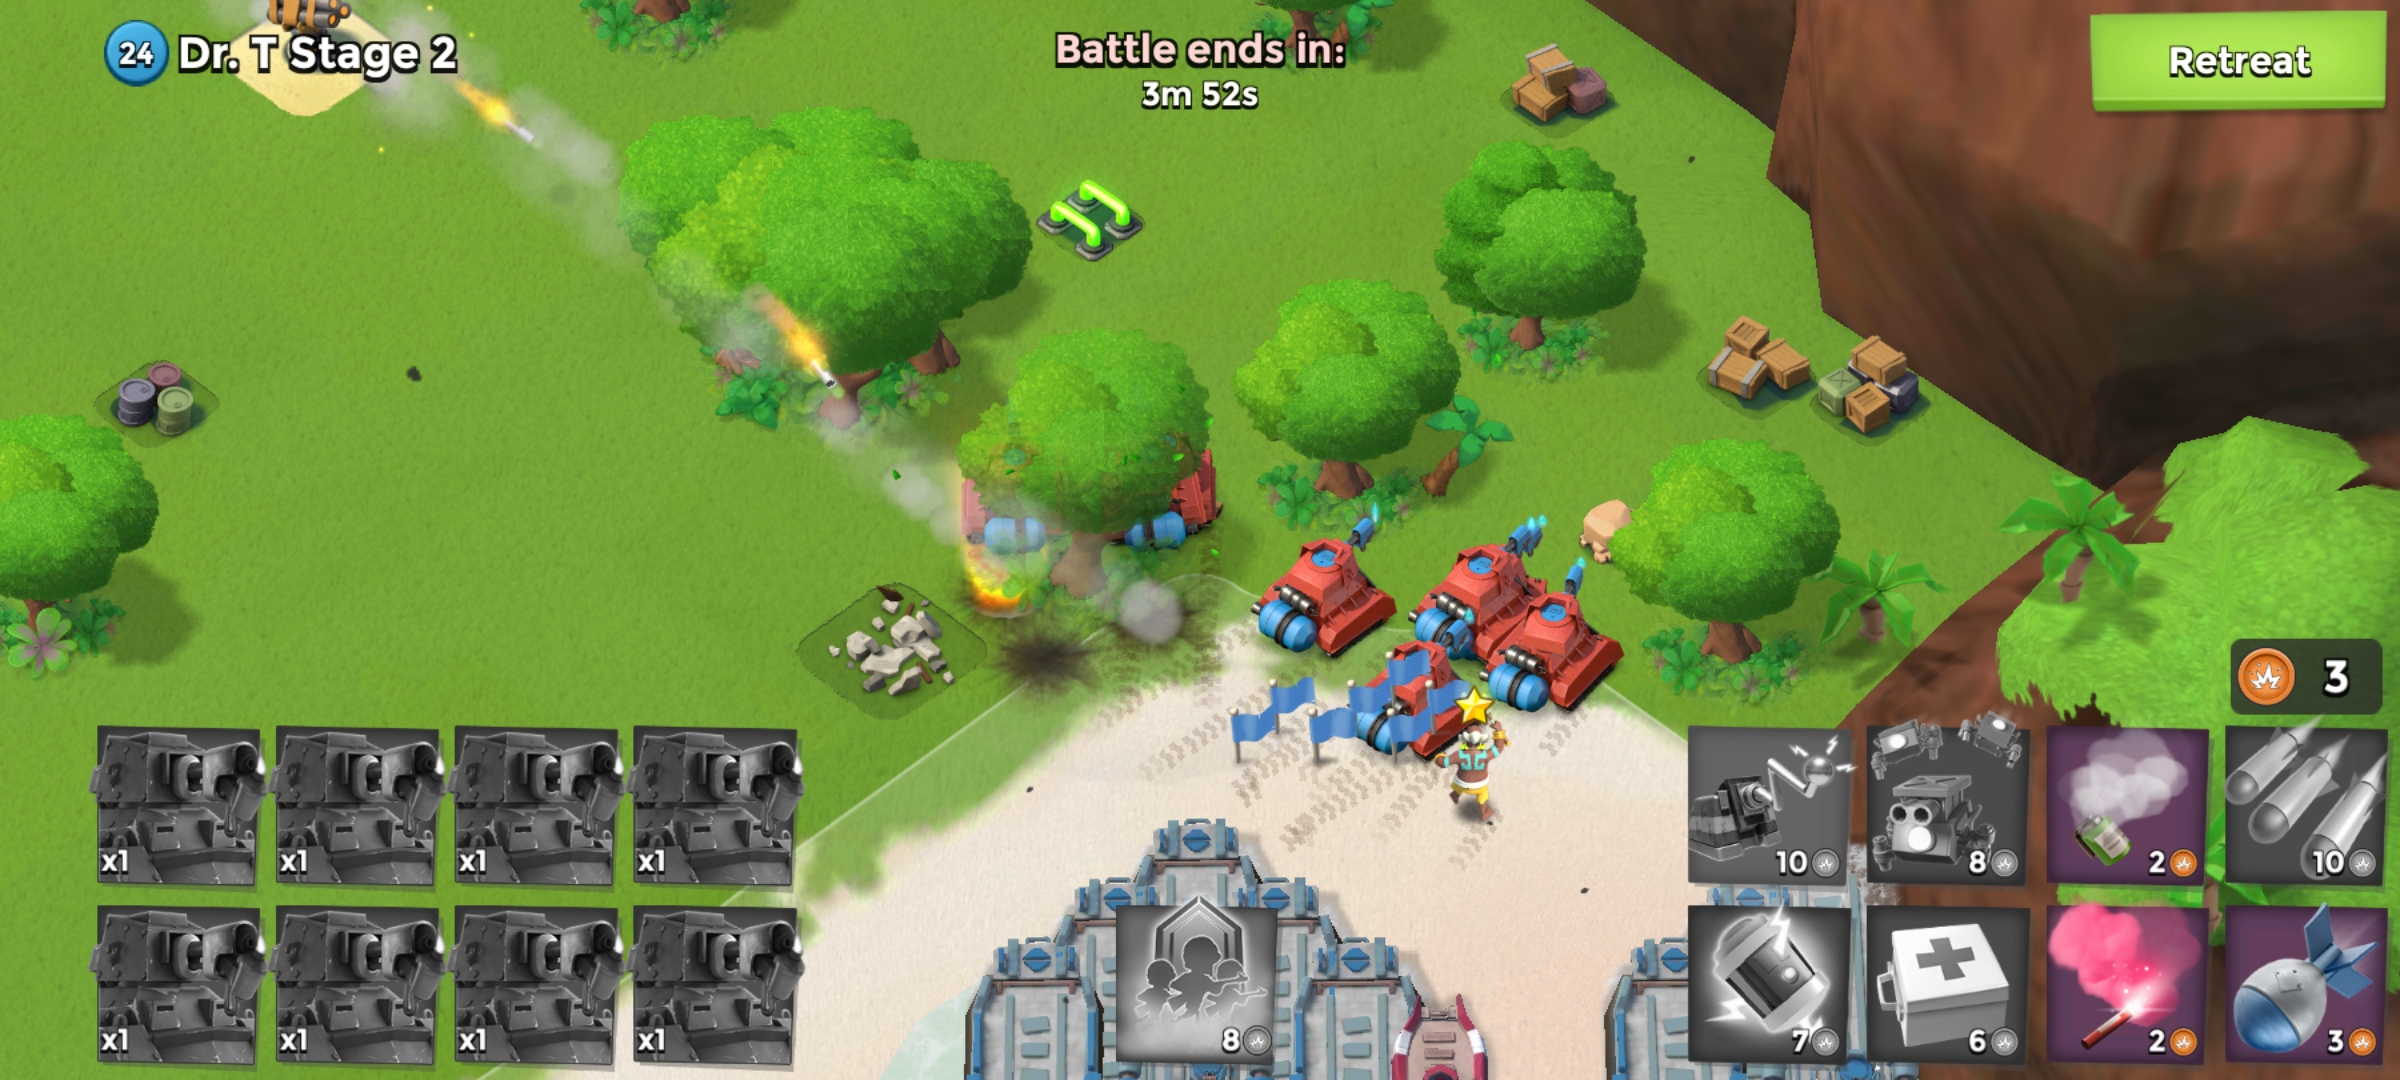 24 Dr. T Stage 2
Battle ends in:
3m 52s
Retreat
3
x1 x1 x1 x1
10 8 2 10
x1 x1 x1 x1
8
7 6 2 3